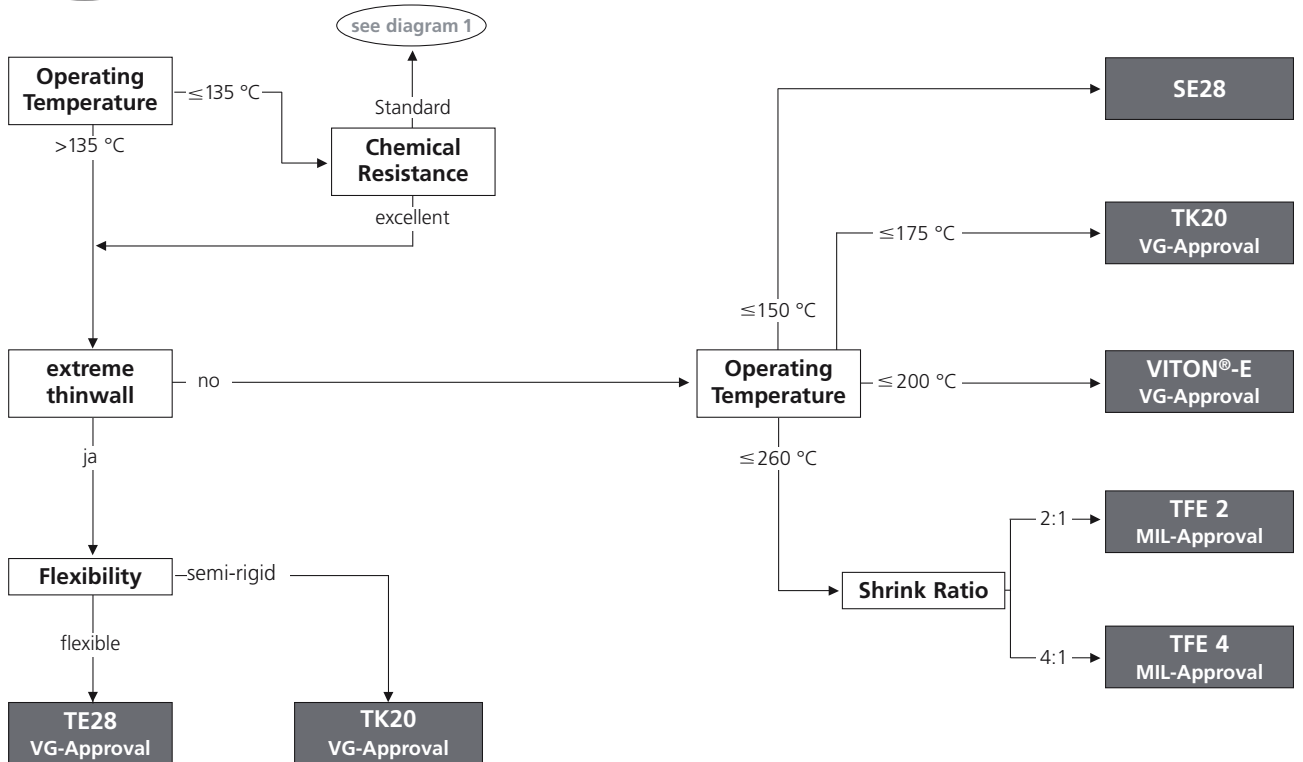 see diagram 1
Operating
Temperature
≤135 °C
>135 °C
Standard
Chemical
Resistance
excellent
SE28
TK20
VG-Approval
≤175 °C
≤150 °C
extreme
thinwall
no
Operating
Temperature
≤200 °C
VITON®-E
VG-Approval
ja
≤260 °C
2:1
TFE 2
MIL-Approval
Flexibility
semi-rigid
Shrink Ratio
flexible
4:1
TFE 4
MIL-Approval
TE28
VG-Approval
TK20
VG-Approval